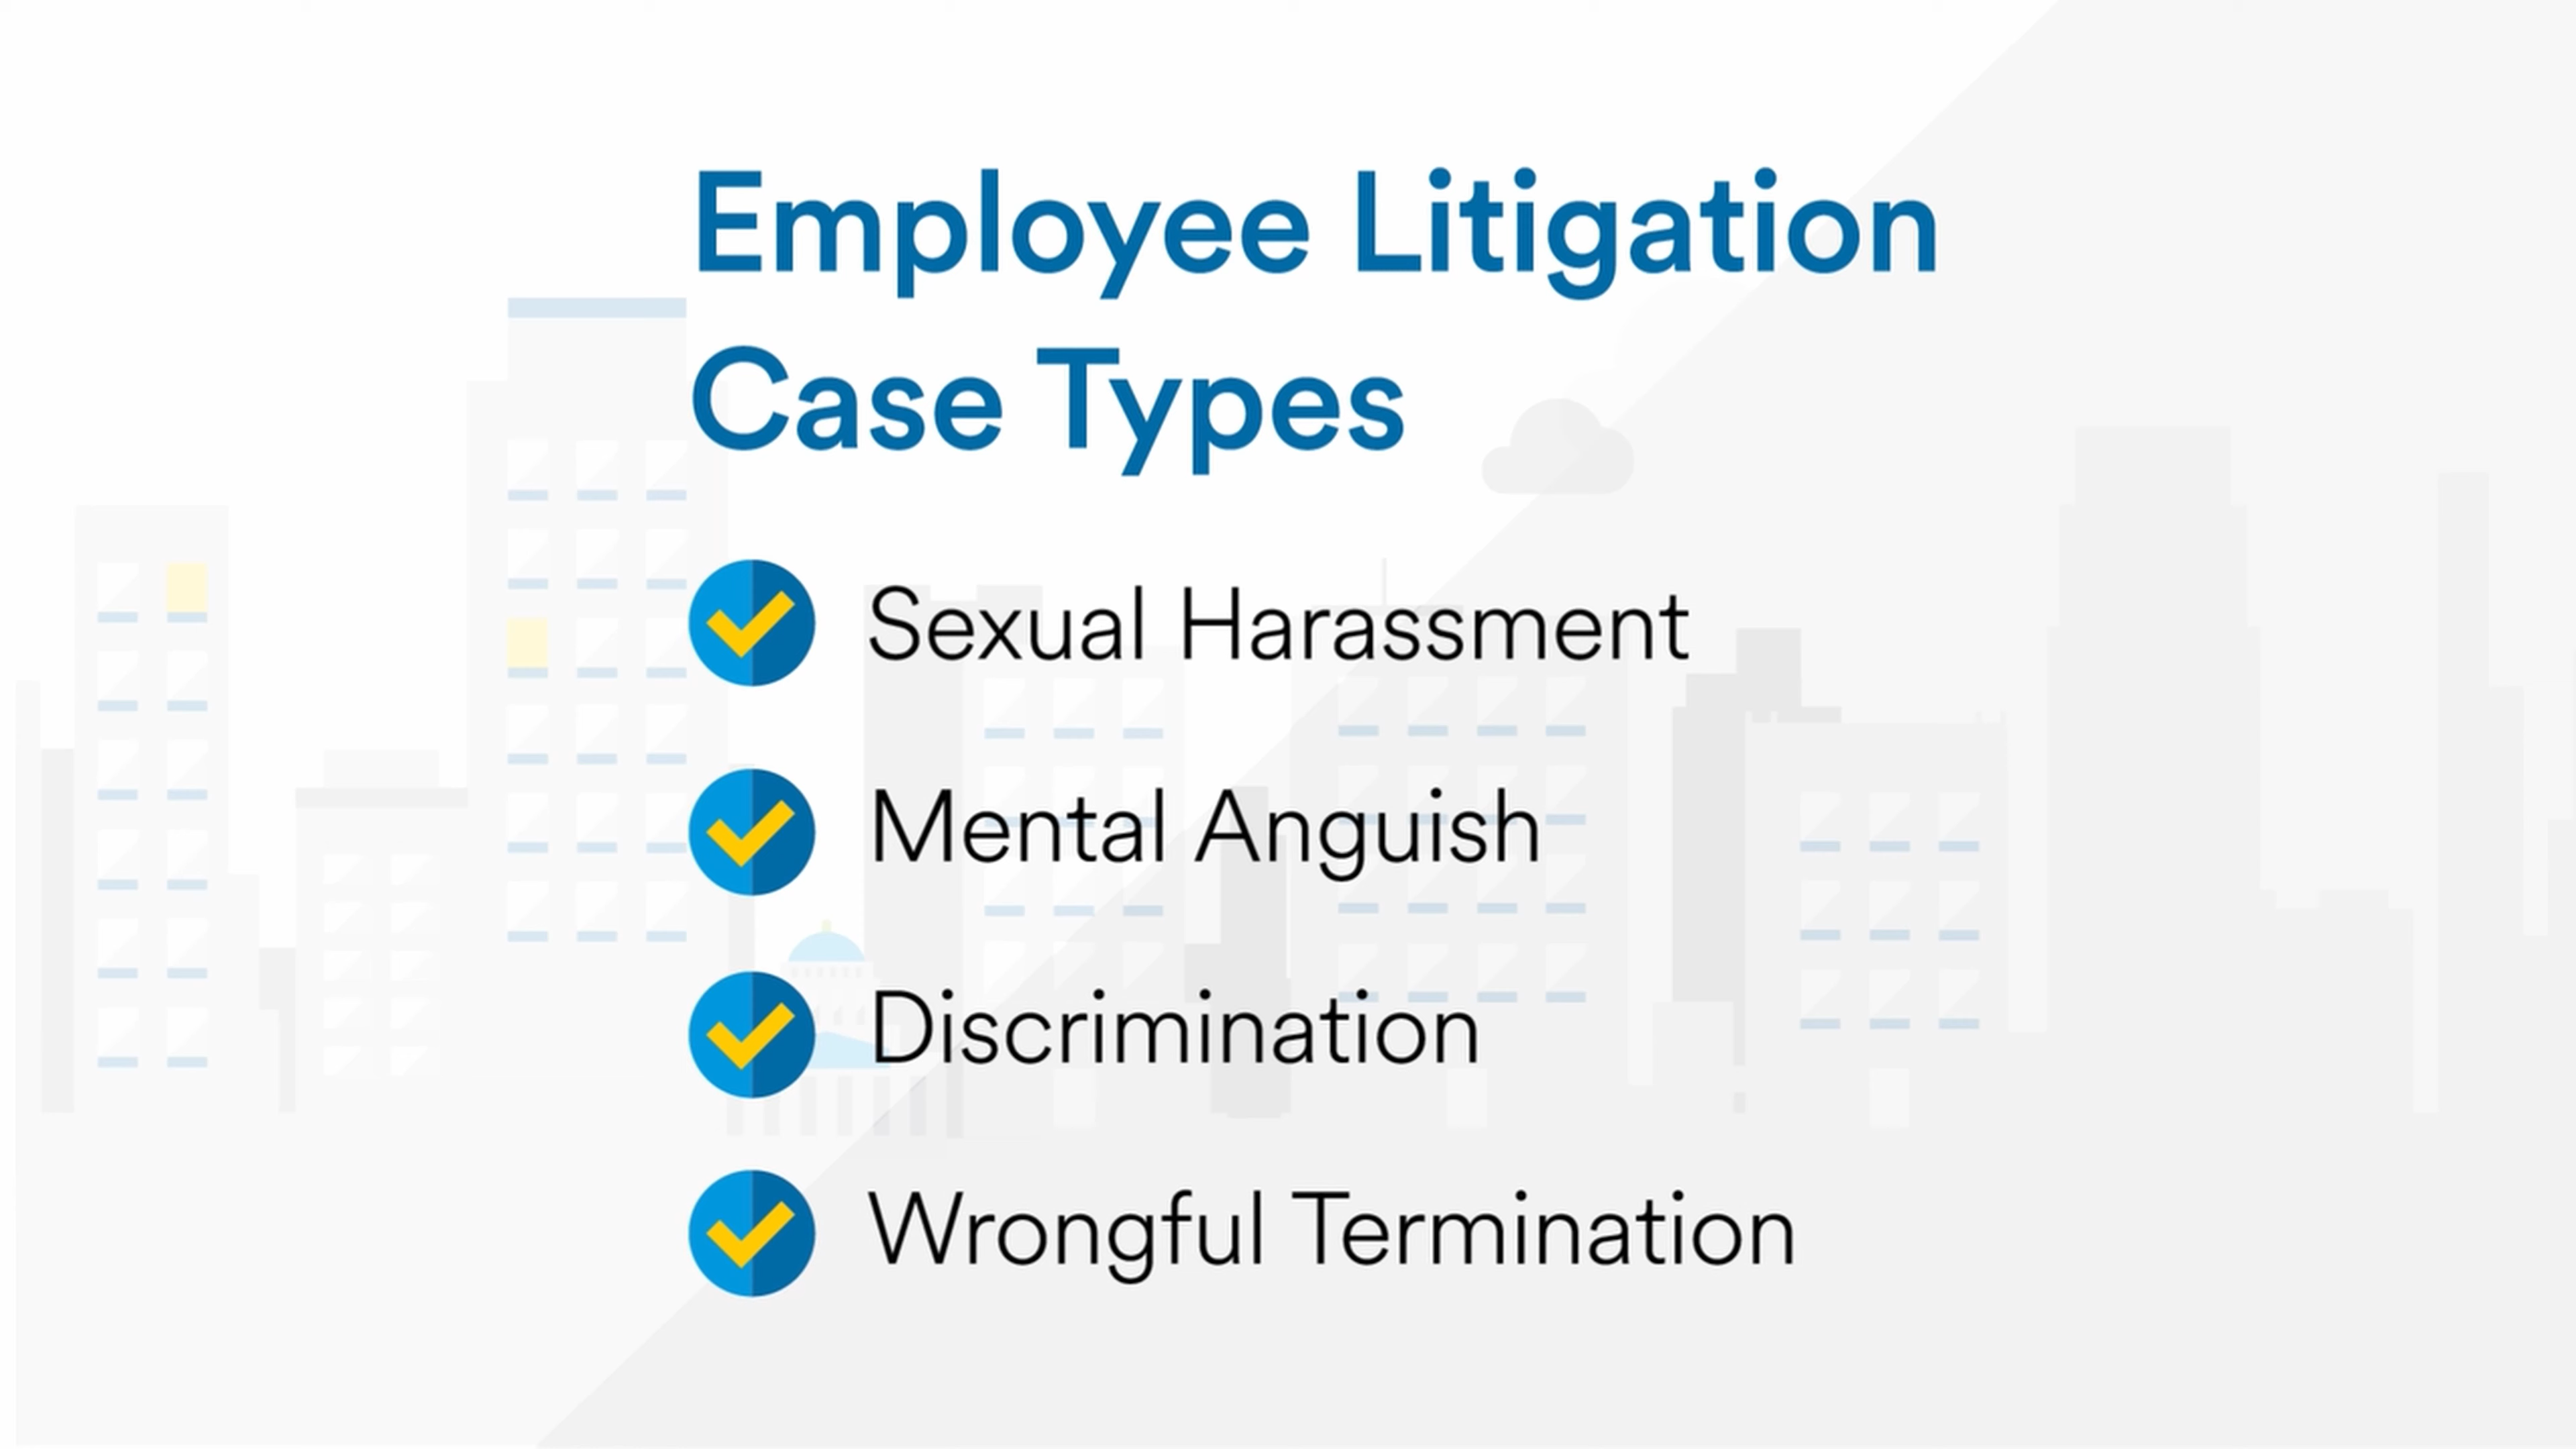 Employee Litigation
Case Types
Sexual Harassment
Mental Anguish
Discrimination
Wrongful Termination